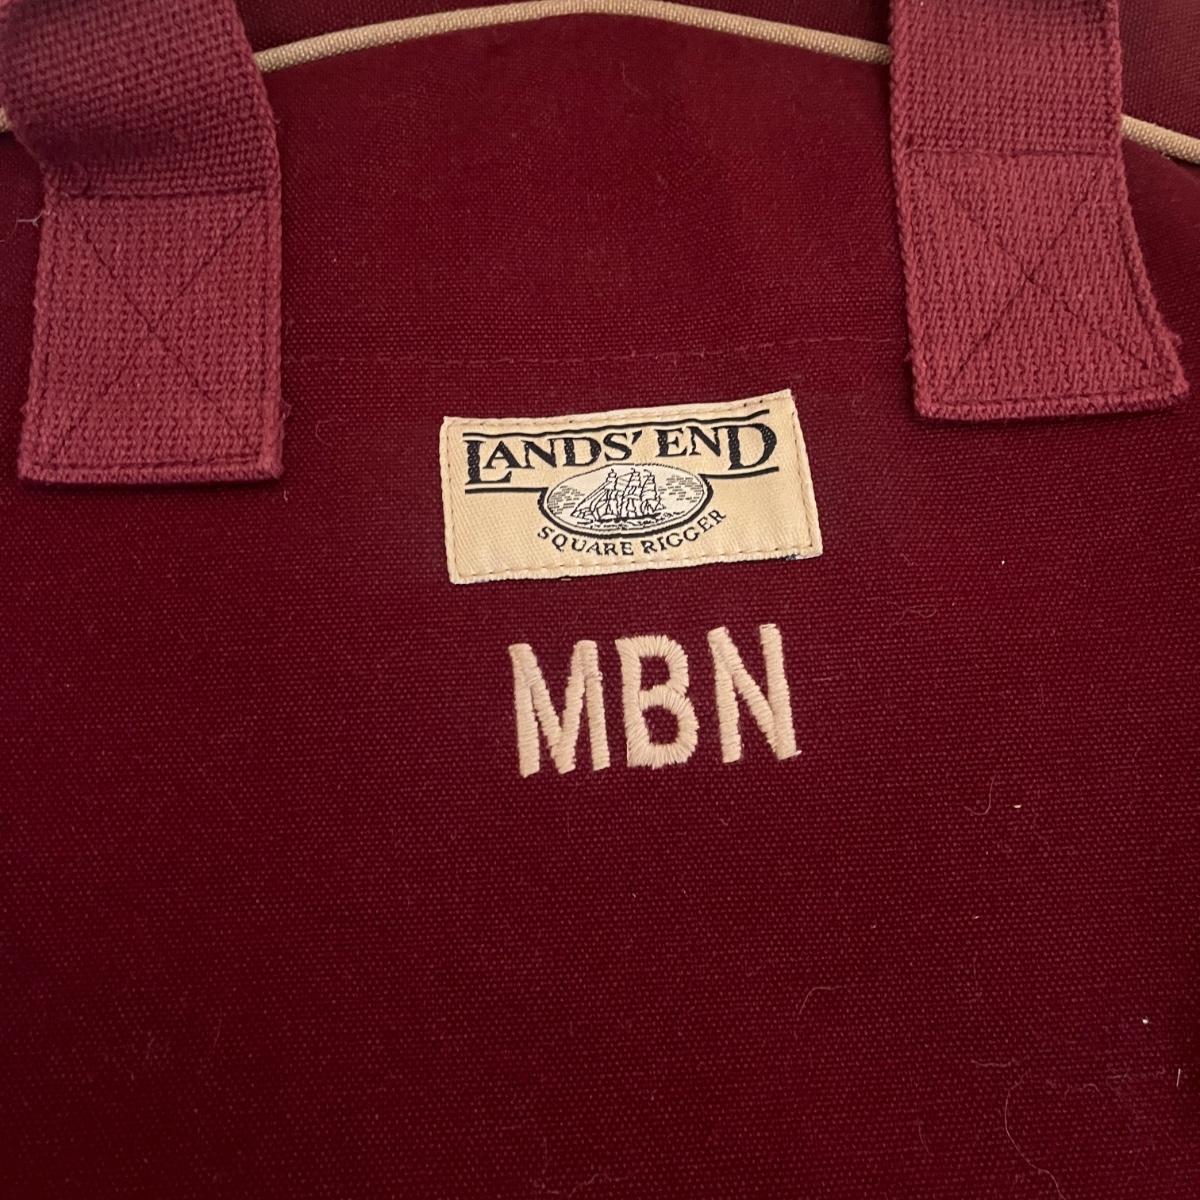 LANDS' END
SQUARE RIGGER
MBN